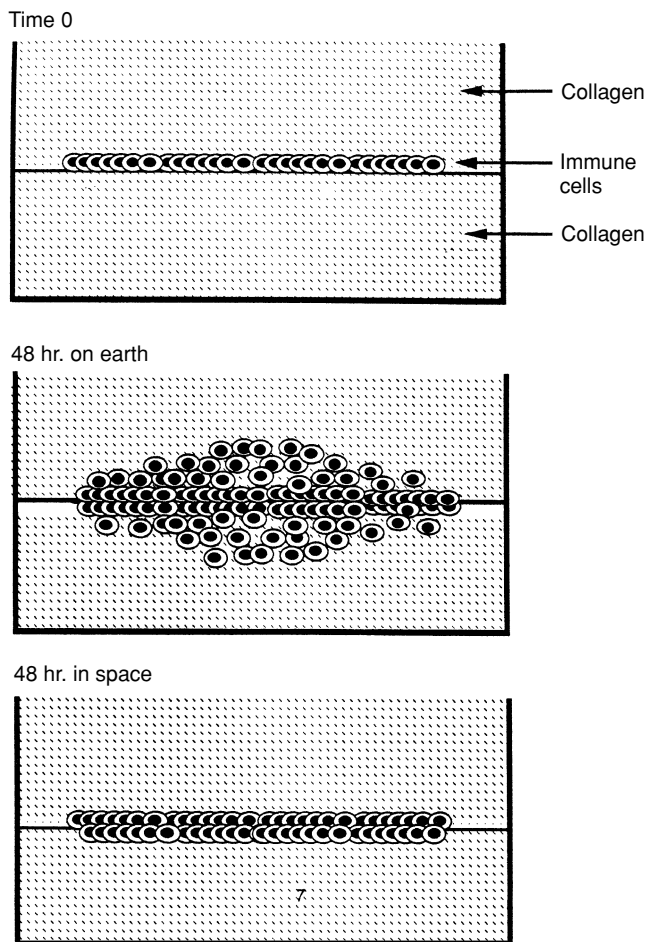 Time 0
Collagen
Immune
cells
Collagen
48 hr. on earth
48 hr. in space
7